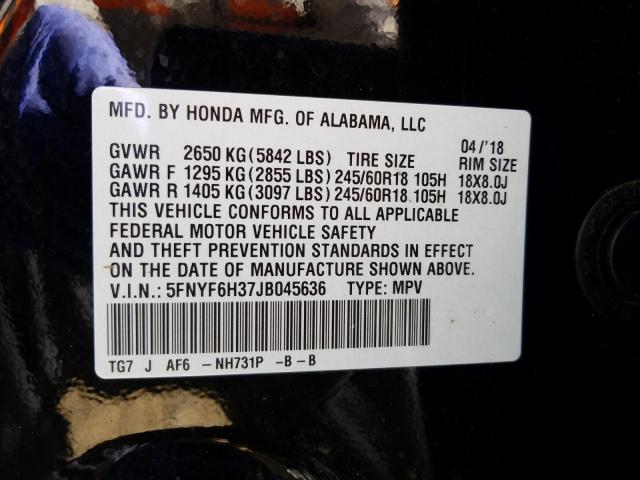 MFD. BY HONDA MFG. OF ALABAMA, LLC
04/'18
GVWR 2650 KG (5842 LBS) TIRE SIZE RIM SIZE
GAWR F 1295 KG (2855 LBS) 245/60R18 105H 18X8.0J
GAWR R 1405 KG (3097 LBS) 245/60R18 105H 18X8.0J
THIS VEHICLE CONFORMS TO ALL APPLICABLE
FEDERAL MOTOR VEHICLE SAFETY
AND THEFT PREVENTION STANDARDS IN EFFECT
ON THE DATE OF MANUFACTURE SHOWN ABOVE.
V.I.N.: 5FNYF6H37JB045636 TYPE: MPV
TG7 J AF6 -NH731P -B-B